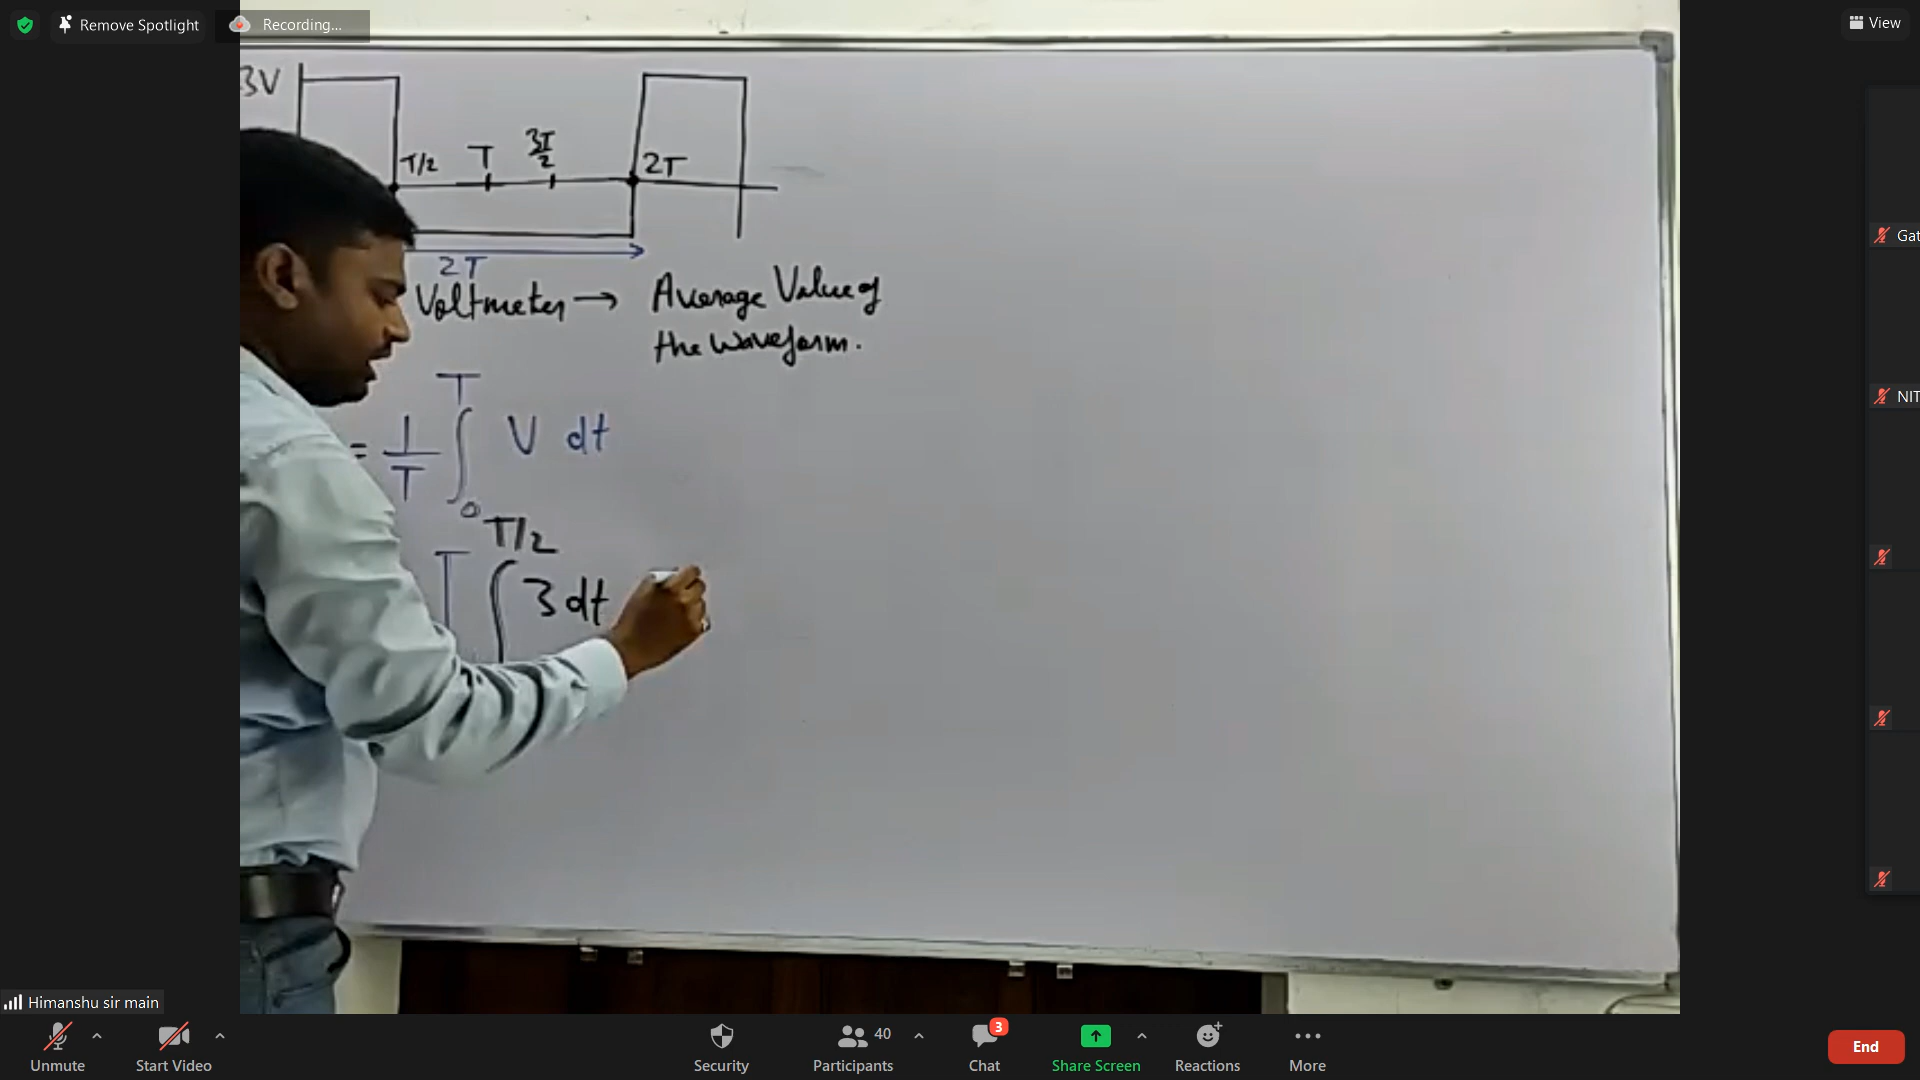 Remove Spotlight
Recording...
View
3V
T/2
T
3T/2
2T
2T
Voltmeter → Average Value of
the Waveform.
= 1/T ∫ 0 T V dt
T/2
∫ 3 dt
Gat
NIT
Himanshu sir main
Unmute
Start Video
Security
Participants
40
Chat
3
Share Screen
Reactions
More
End